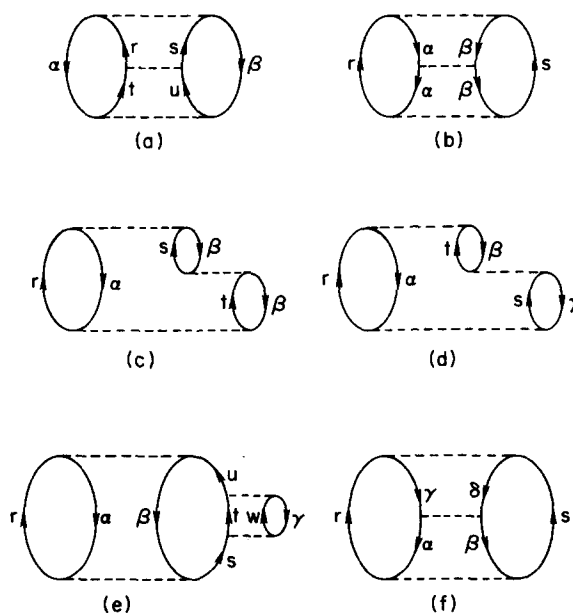 α r s β
t u
(a)
r α β s
α β
(b)
s β
r α t β
(c)
t β
r α s γ
(d)
u
r α β t w γ
s
(e)
γ δ
r s
α β
(f)